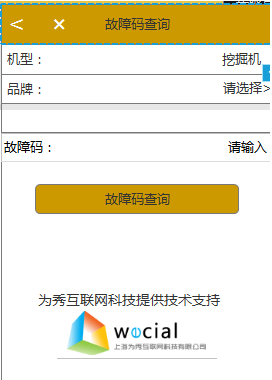 < × 故障码查询
机型： 挖掘机
品牌： 请选择>
故障码： 请输入
故障码查询
为秀互联网科技提供技术支持
wecial
上海为秀互联网科技有限公司